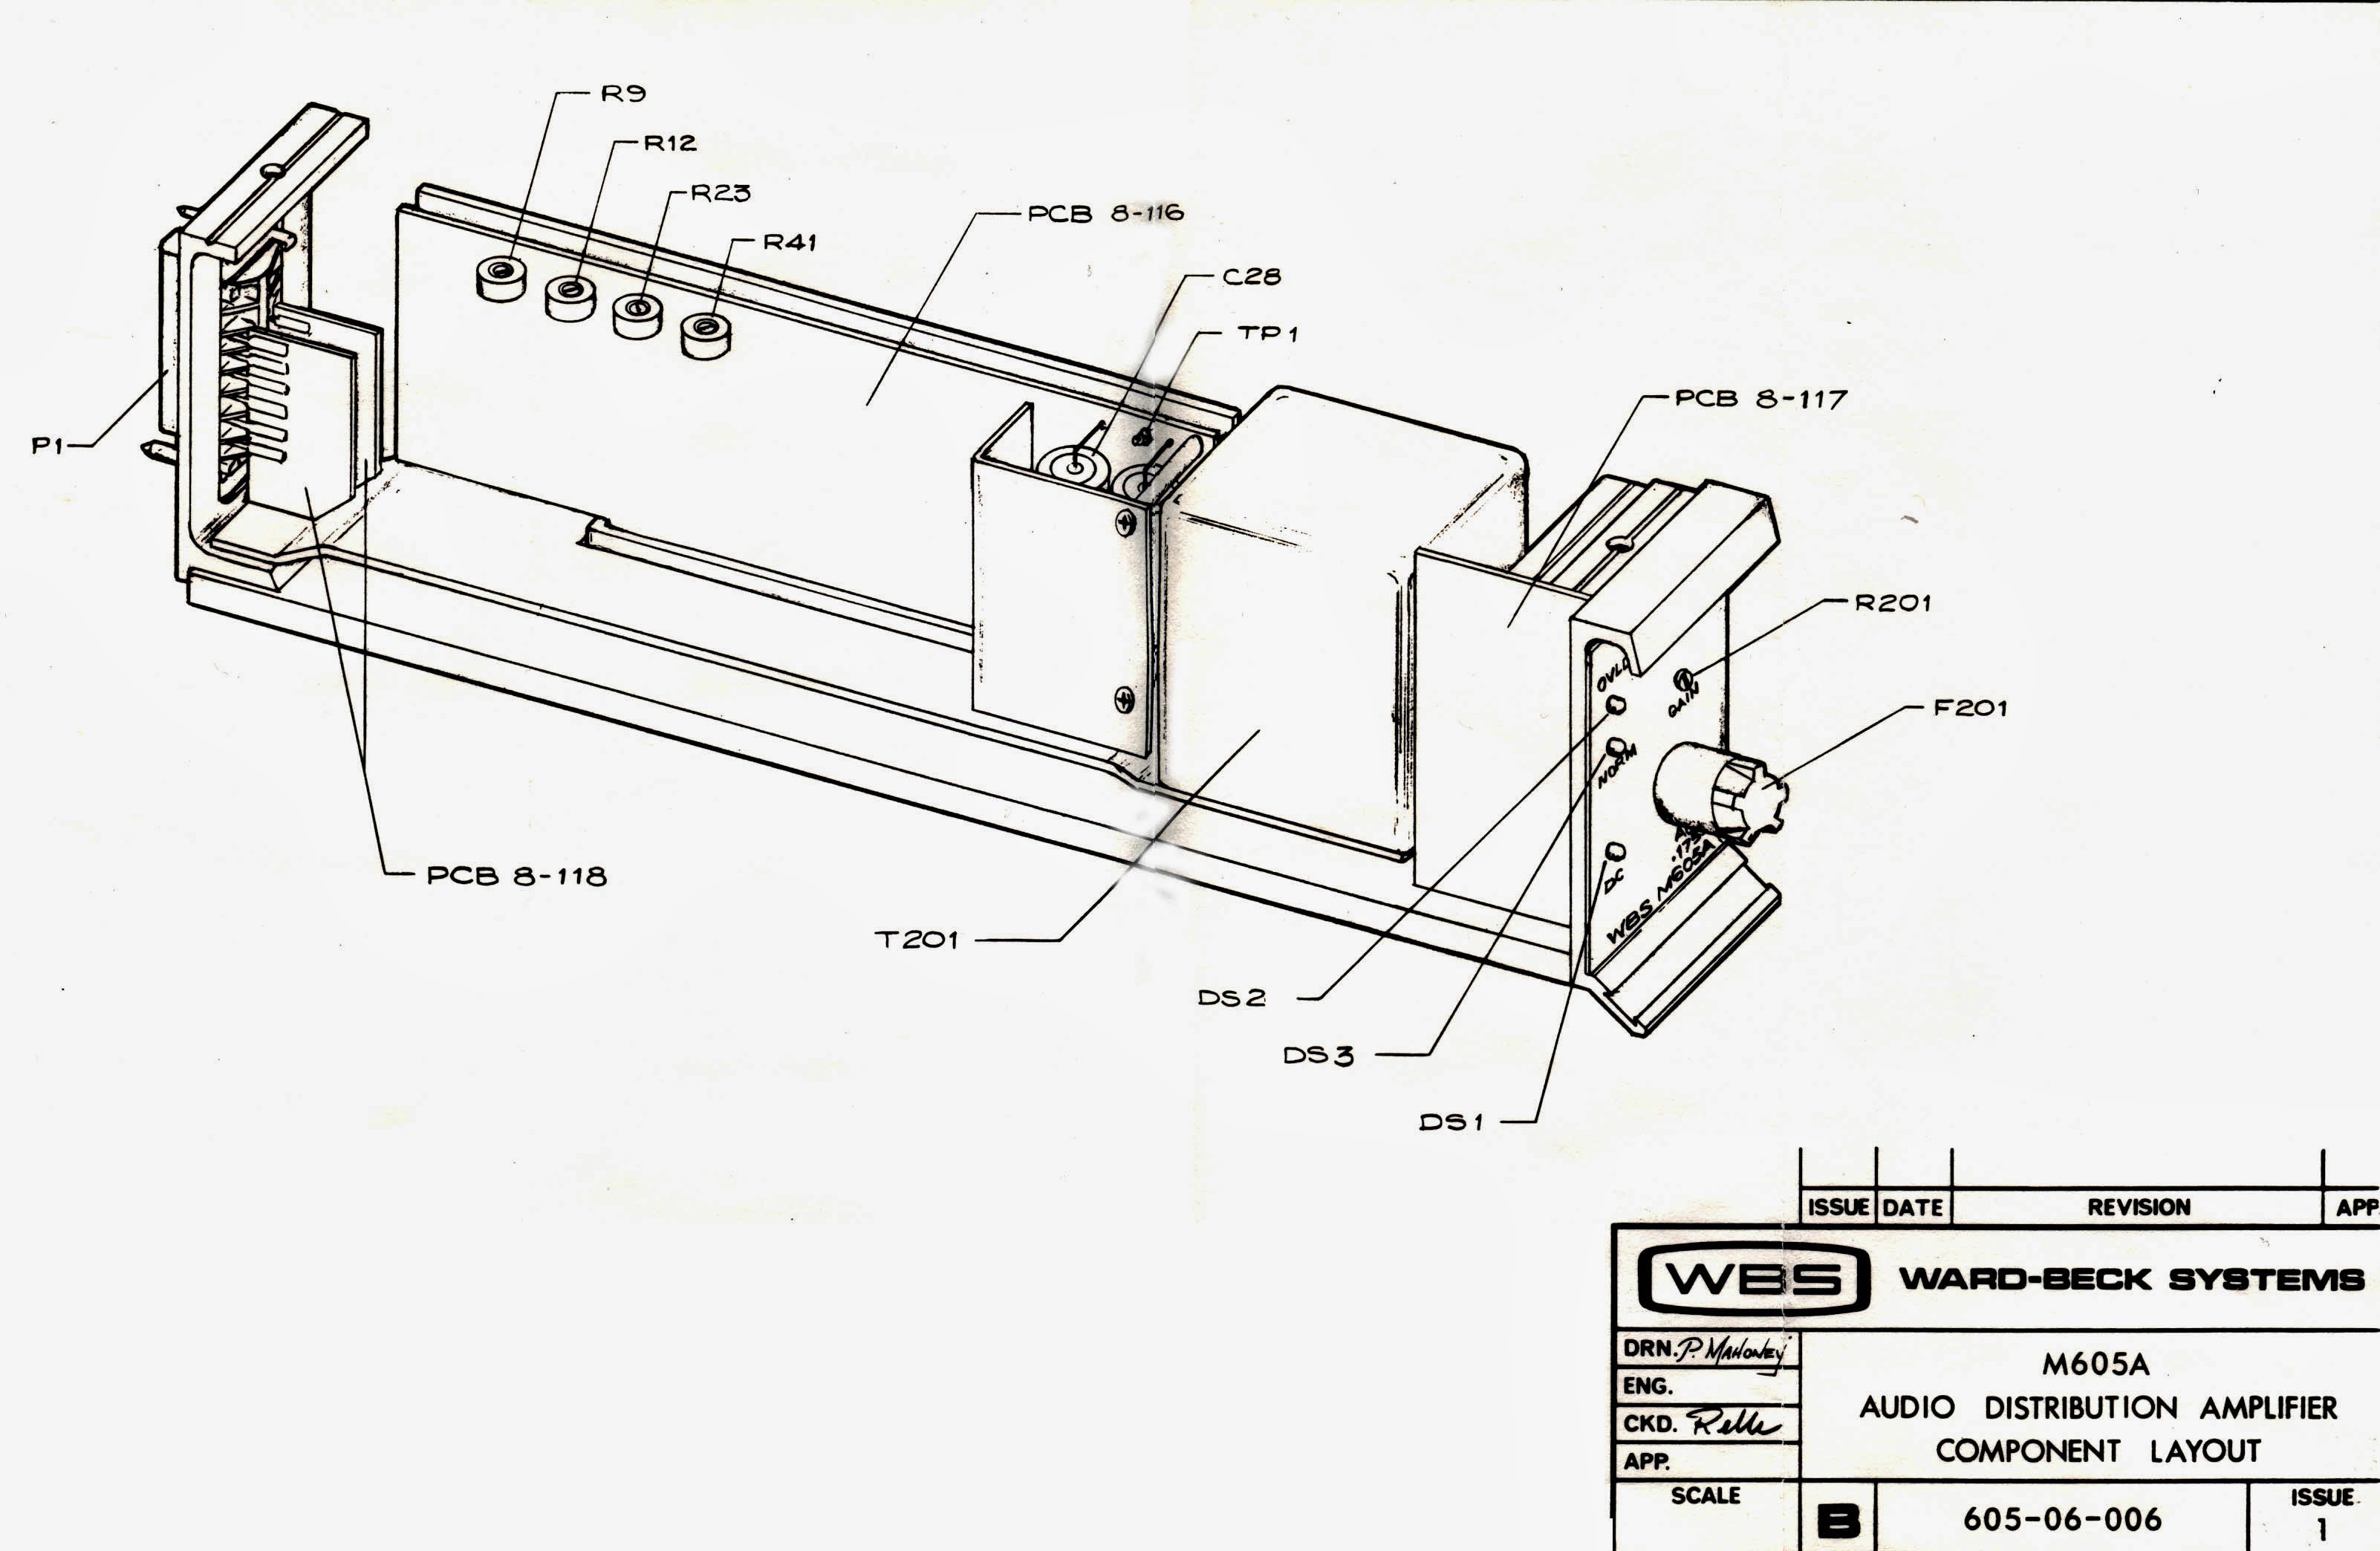 R9
R12
R23
R41
PCB 8-116
C28
TP1
PCB 8-117
P1
R201
F201
OVLD
GAIN
NORM
DC
WBS M605A
PCB 8-118
T201
DS2
DS3
DS1
ISSUE DATE REVISION APP.
WBS WARD-BECK SYSTEMS
DRN. P. MAHONEY
ENG.
CKD.
APP.
M605A
AUDIO DISTRIBUTION AMPLIFIER
COMPONENT LAYOUT
SCALE
B
605-06-006
ISSUE
1